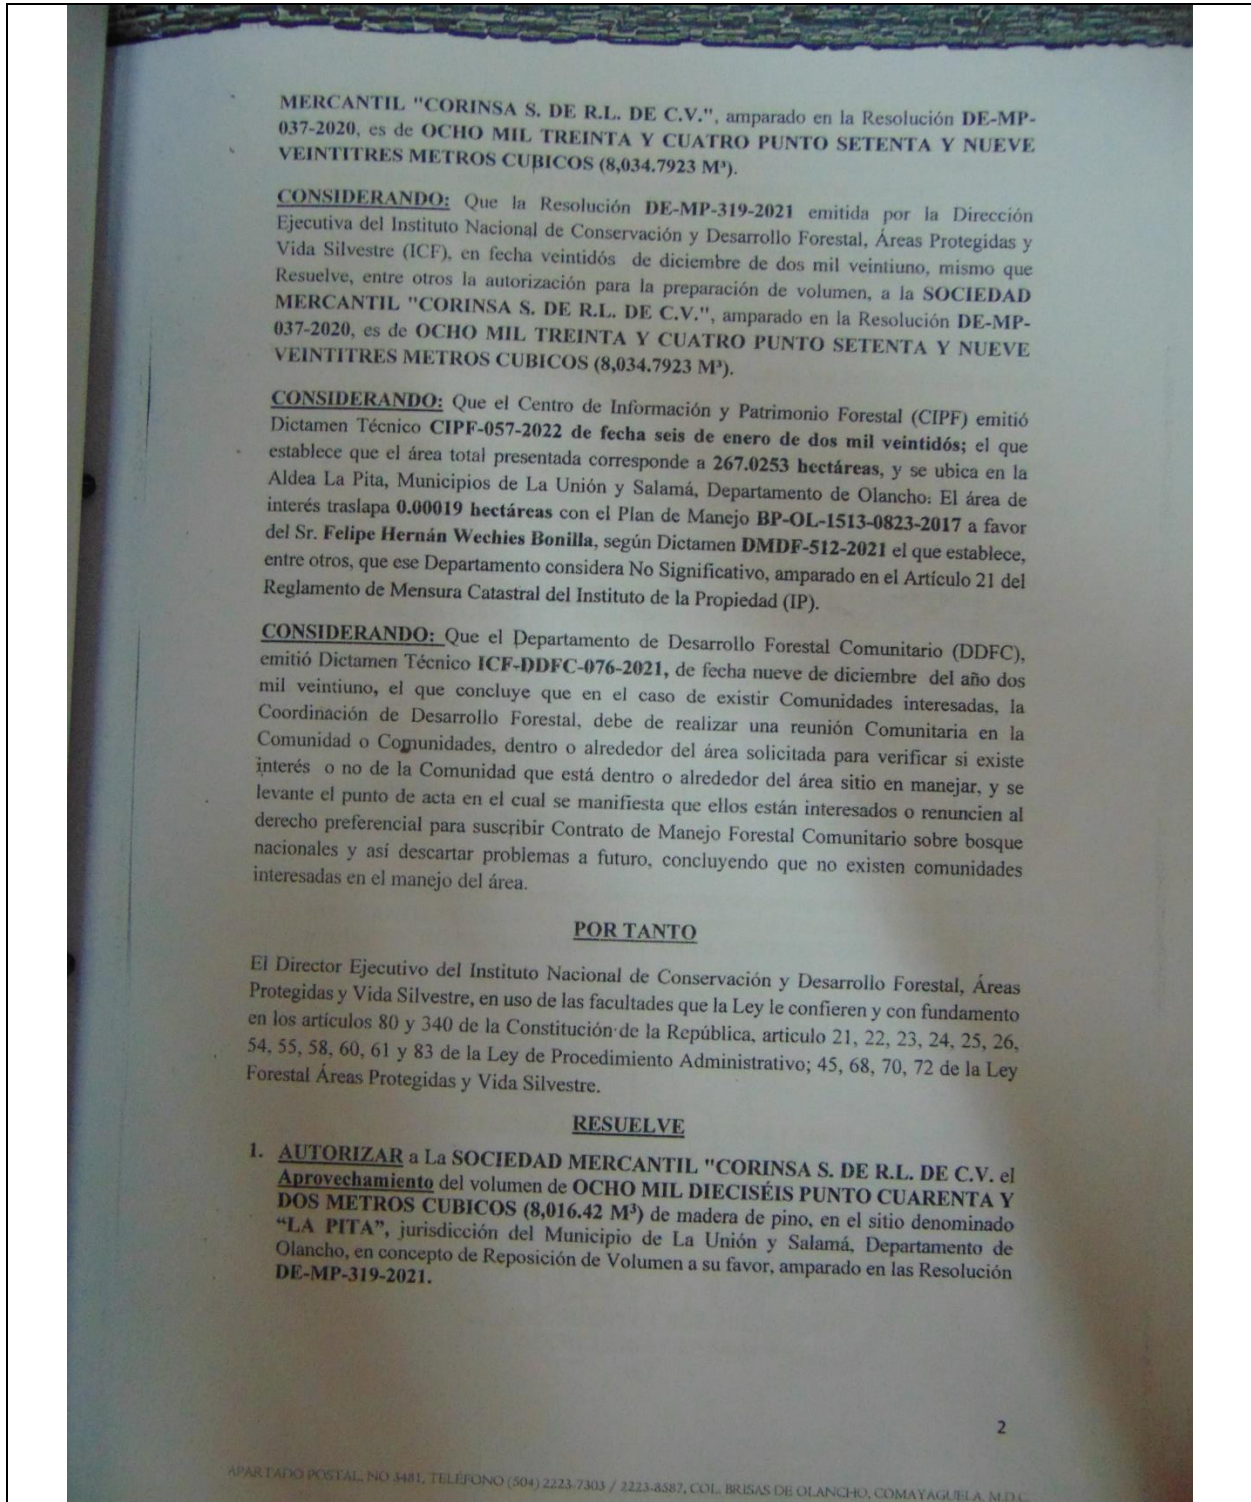 MERCANTIL "CORINSA S. DE R.L. DE C.V.", amparado en la Resolución DE-MP-
037-2020, es de OCHO MIL TREINTA Y CUATRO PUNTO SETENTA Y NUEVE
VEINTITRES METROS CUBICOS (8,034.7923 M³).
CONSIDERANDO: Que la Resolución DE-MP-319-2021 emitida por la Dirección
Ejecutiva del Instituto Nacional de Conservación y Desarrollo Forestal, Áreas Protegidas y
Vida Silvestre (ICF), en fecha veintidós de diciembre de dos mil veintiuno, mismo que
Resuelve, entre otros la autorización para la preparación de volumen, a la SOCIEDAD
MERCANTIL "CORINSA S. DE R.L. DE C.V.", amparado en la Resolución DE-MP-
037-2020, es de OCHO MIL TREINTA Y CUATRO PUNTO SETENTA Y NUEVE
VEINTITRES METROS CUBICOS (8,034.7923 M³).
CONSIDERANDO: Que el Centro de Información y Patrimonio Forestal (CIPF) emitió
Dictamen Técnico CIPF-057-2022 de fecha seis de enero de dos mil veintidós; el que
establece que el área total presentada corresponde a 267.0253 hectáreas, y se ubica en la
Aldea La Pita, Municipios de La Unión y Salamá, Departamento de Olancho. El área de
interés traslapa 0.00019 hectáreas con el Plan de Manejo BP-OL-1513-0823-2017 a favor
del Sr. Felipe Hernán Wechies Bonilla, según Dictamen DMDF-512-2021 el que establece,
entre otros, que ese Departamento considera No Significativo, amparado en el Artículo 21 del
Reglamento de Mensura Catastral del Instituto de la Propiedad (IP).
CONSIDERANDO: Que el Departamento de Desarrollo Forestal Comunitario (DDFC),
emitió Dictamen Técnico ICF-DDFC-076-2021, de fecha nueve de diciembre del año dos
mil veintiuno, el que concluye que en el caso de existir Comunidades interesadas, la
Coordinación de Desarrollo Forestal, debe de realizar una reunión Comunitaria en la
Comunidad o Comunidades, dentro o alrededor del área solicitada para verificar si existe
interés o no de la Comunidad que está dentro o alrededor del área sitio en manejar, y se
levante el punto de acta en el cual se manifiesta que ellos están interesados o renuncien al
derecho preferencial para suscribir Contrato de Manejo Forestal Comunitario sobre bosque
nacionales y así descartar problemas a futuro, concluyendo que no existen comunidades
interesadas en el manejo del área.
POR TANTO
El Director Ejecutivo del Instituto Nacional de Conservación y Desarrollo Forestal, Áreas
Protegidas y Vida Silvestre, en uso de las facultades que la Ley le confieren y con fundamento
en los artículos 80 y 340 de la Constitución de la República, articulo 21, 22, 23, 24, 25, 26,
54, 55, 58, 60, 61 y 83 de la Ley de Procedimiento Administrativo; 45, 68, 70, 72 de la Ley
Forestal Áreas Protegidas y Vida Silvestre.
RESUELVE
1. AUTORIZAR a La SOCIEDAD MERCANTIL "CORINSA S. DE R.L. DE C.V. el
Aprovechamiento del volumen de OCHO MIL DIECISÉIS PUNTO CUARENTA Y
DOS METROS CUBICOS (8,016.42 M³) de madera de pino, en el sitio denominado
“LA PITA”, jurisdicción del Municipio de La Unión y Salamá, Departamento de
Olancho, en concepto de Reposición de Volumen a su favor, amparado en las Resolución
DE-MP-319-2021.
2
APARTADO POSTAL, NO 3481, TELÉFONO (504) 2223-7303 / 2223-8587, COL. BRISAS DE OLANCHO, COMAYAGUELA, M.D.C.